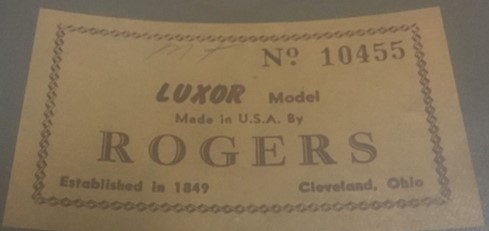 Nº 10455
LUXOR Model
Made in U.S.A. By
ROGERS
Established in 1849 Cleveland, Ohio